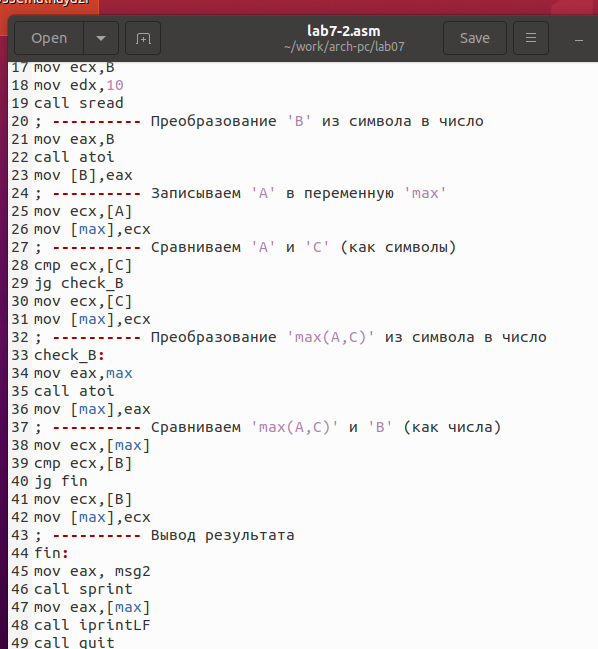 Open
lab7-2.asm
~/work/arch-pc/lab07
Save
17 mov ecx,B
18 mov edx,10
19 call sread
20 ; ---------- Преобразование 'B' из символа в число
21 mov eax,B
22 call atoi
23 mov [B],eax
24 ; ---------- Записываем 'A' в переменную 'max'
25 mov ecx,[A]
26 mov [max],ecx
27 ; ---------- Сравниваем 'A' и 'C' (как символы)
28 cmp ecx,[C]
29 jg check_B
30 mov ecx,[C]
31 mov [max],ecx
32 ; ---------- Преобразование 'max(A,C)' из символа в число
33 check_B:
34 mov eax,max
35 call atoi
36 mov [max],eax
37 ; ---------- Сравниваем 'max(A,C)' и 'B' (как числа)
38 mov ecx,[max]
39 cmp ecx,[B]
40 jg fin
41 mov ecx,[B]
42 mov [max],ecx
43 ; ---------- Вывод результата
44 fin:
45 mov eax, msg2
46 call sprint
47 mov eax,[max]
48 call iprintLF
49 call quit